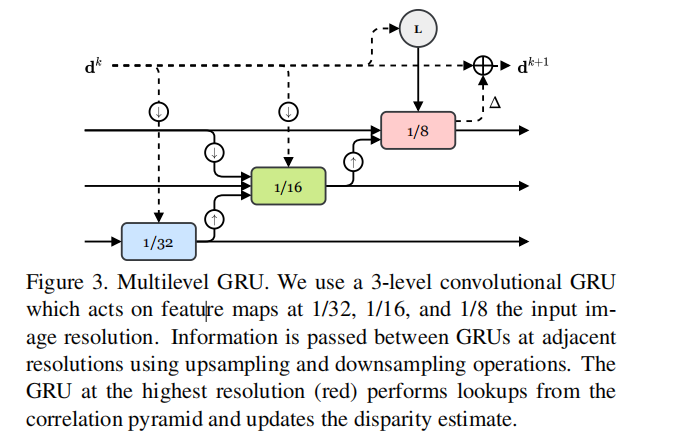 L
d^k
d^{k+1}
↓
↓
Δ
1/8
↓
↑
1/16
↑
1/32
Figure 3. Multilevel GRU. We use a 3-level convolutional GRU
which acts on feature maps at 1/32, 1/16, and 1/8 the input im-
age resolution. Information is passed between GRUs at adjacent
resolutions using upsampling and downsampling operations. The
GRU at the highest resolution (red) performs lookups from the
correlation pyramid and updates the disparity estimate.